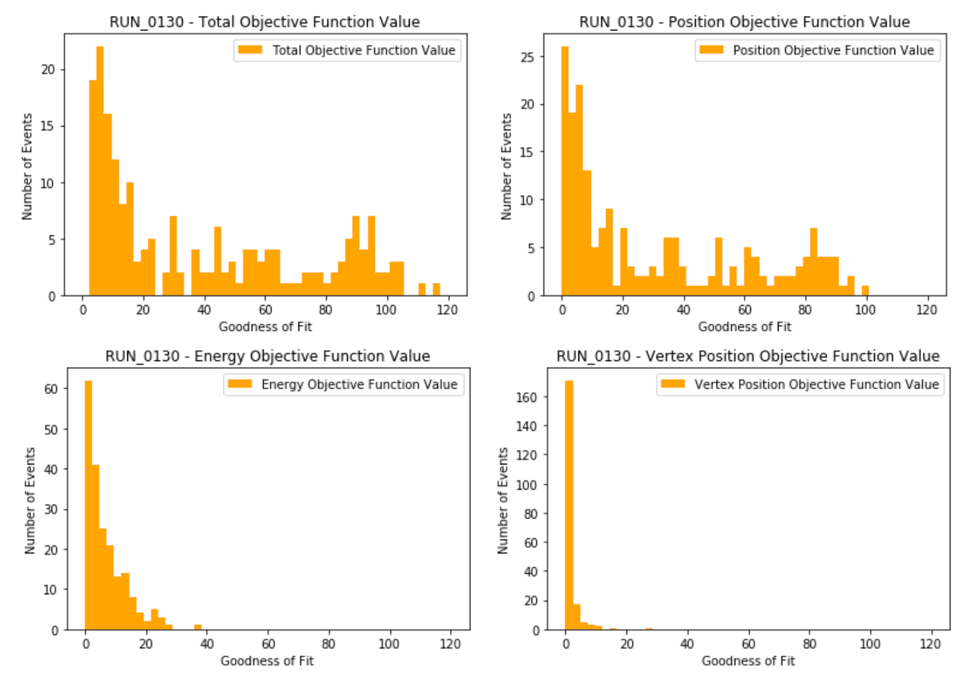 RUN_0130 - Total Objective Function Value
Total Objective Function Value
Number of Events
20
15
10
5
0
0 20 40 60 80 100 120
Goodness of Fit
RUN_0130 - Position Objective Function Value
Position Objective Function Value
Number of Events
25
20
15
10
5
0
0 20 40 60 80 100 120
Goodness of Fit
RUN_0130 - Energy Objective Function Value
Energy Objective Function Value
Number of Events
60
50
40
30
20
10
0
0 20 40 60 80 100 120
Goodness of Fit
RUN_0130 - Vertex Position Objective Function Value
Vertex Position Objective Function Value
Number of Events
160
140
120
100
80
60
40
20
0
0 20 40 60 80 100 120
Goodness of Fit